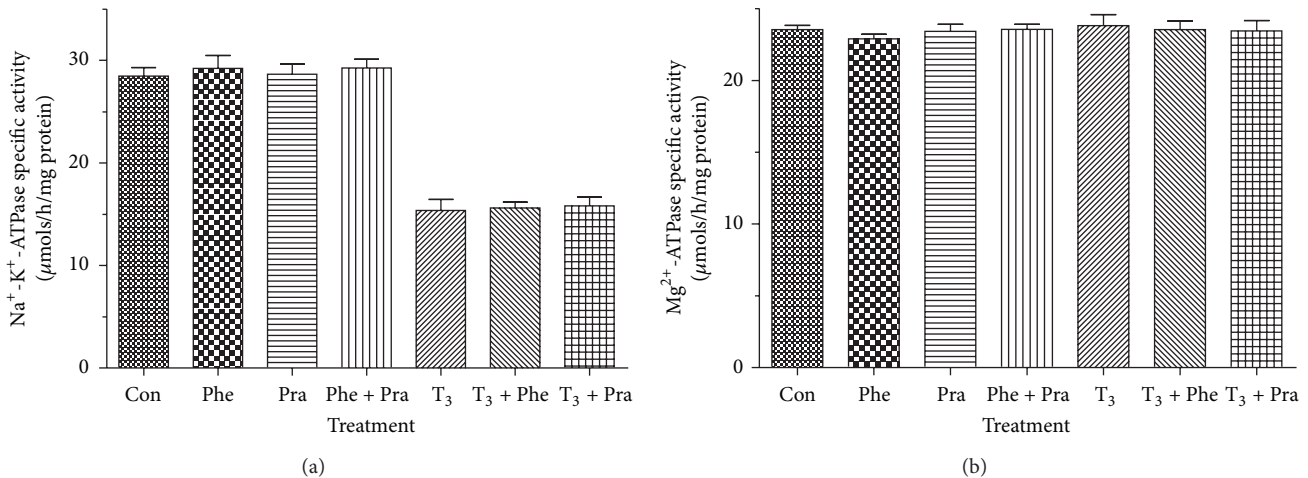 Na⁺-K⁺-ATPase specific activity
(μmols/h/mg protein)
30
20
10
0
Con Phe Pra Phe + Pra T₃ T₃ + Phe T₃ + Pra
Treatment
(a)
Mg²⁺-ATPase specific activity
(μmols/h/mg protein)
20
24
0
Con Phe Pra Phe + Pra T₃ T₃ + Phe T₃ + Pra
Treatment
(b)